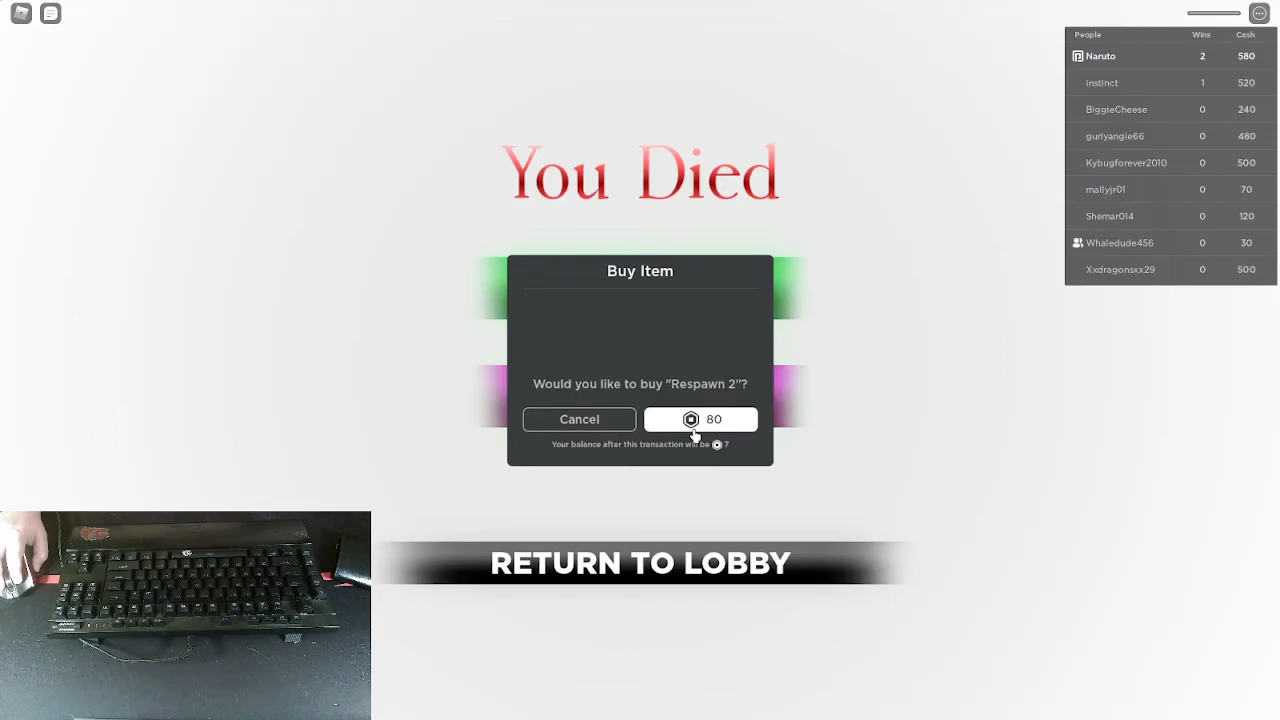 People Wins Cash
Naruto 2 580
instinct 1 520
BiggieCheese 0 240
gurlyangie66 0 480
Kybugforever2010 0 500
mallyjr01 0 70
Shemar014 0 120
Whaledude456 0 30
Xxdragonsxx29 0 500
You Died
Buy Item
Would you like to buy "Respawn 2"?
Cancel 80
Your balance after this transaction will be 7
RETURN TO LOBBY